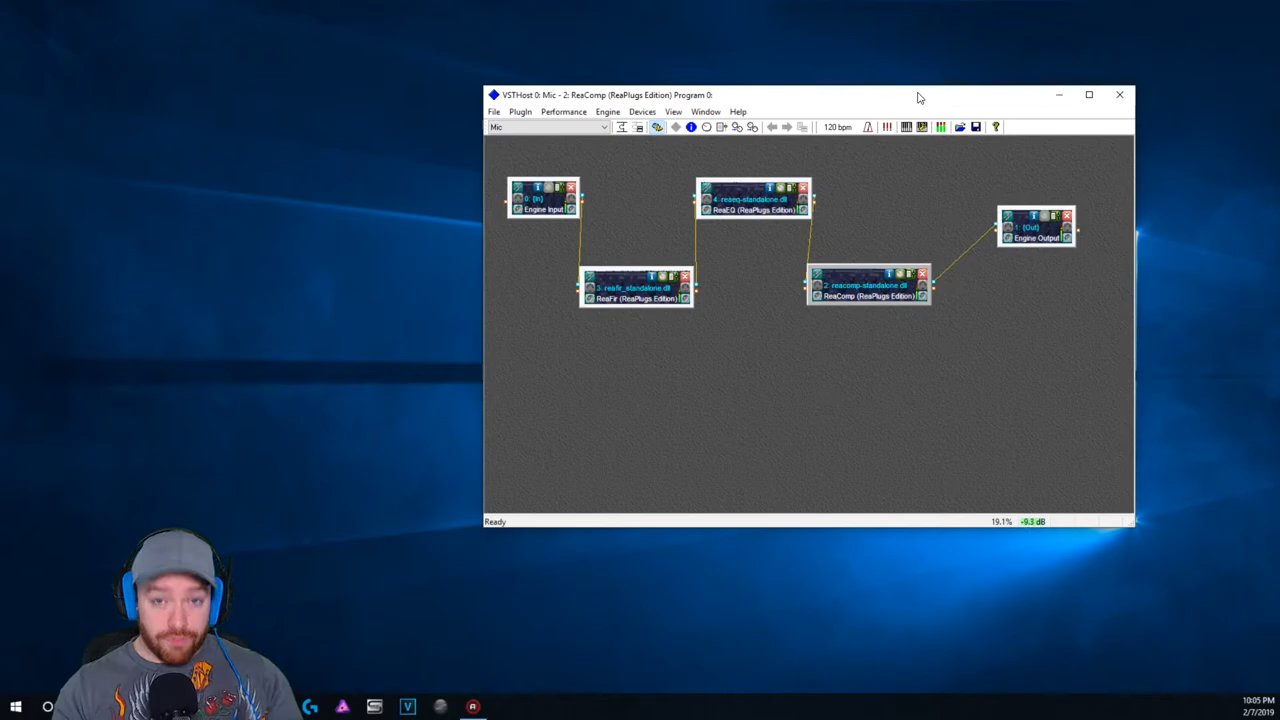 VSTHost 0: Mic - 2: ReaComp (ReaPlugs Edition) Program 0:
File PlugIn Performance Engine Devices View Window Help
Mic
120 bpm
0: {In}
Engine Input
4: reaeq-standalone.dll
ReaEQ (ReaPlugs Edition)
1: {Out}
Engine Output
3: reafir_standalone.dll
ReaFir (ReaPlugs Edition)
2: reacomp-standalone.dll
ReaComp (ReaPlugs Edition)
Ready
19.1%
-9.3 dB
10:05 PM
2/7/2019